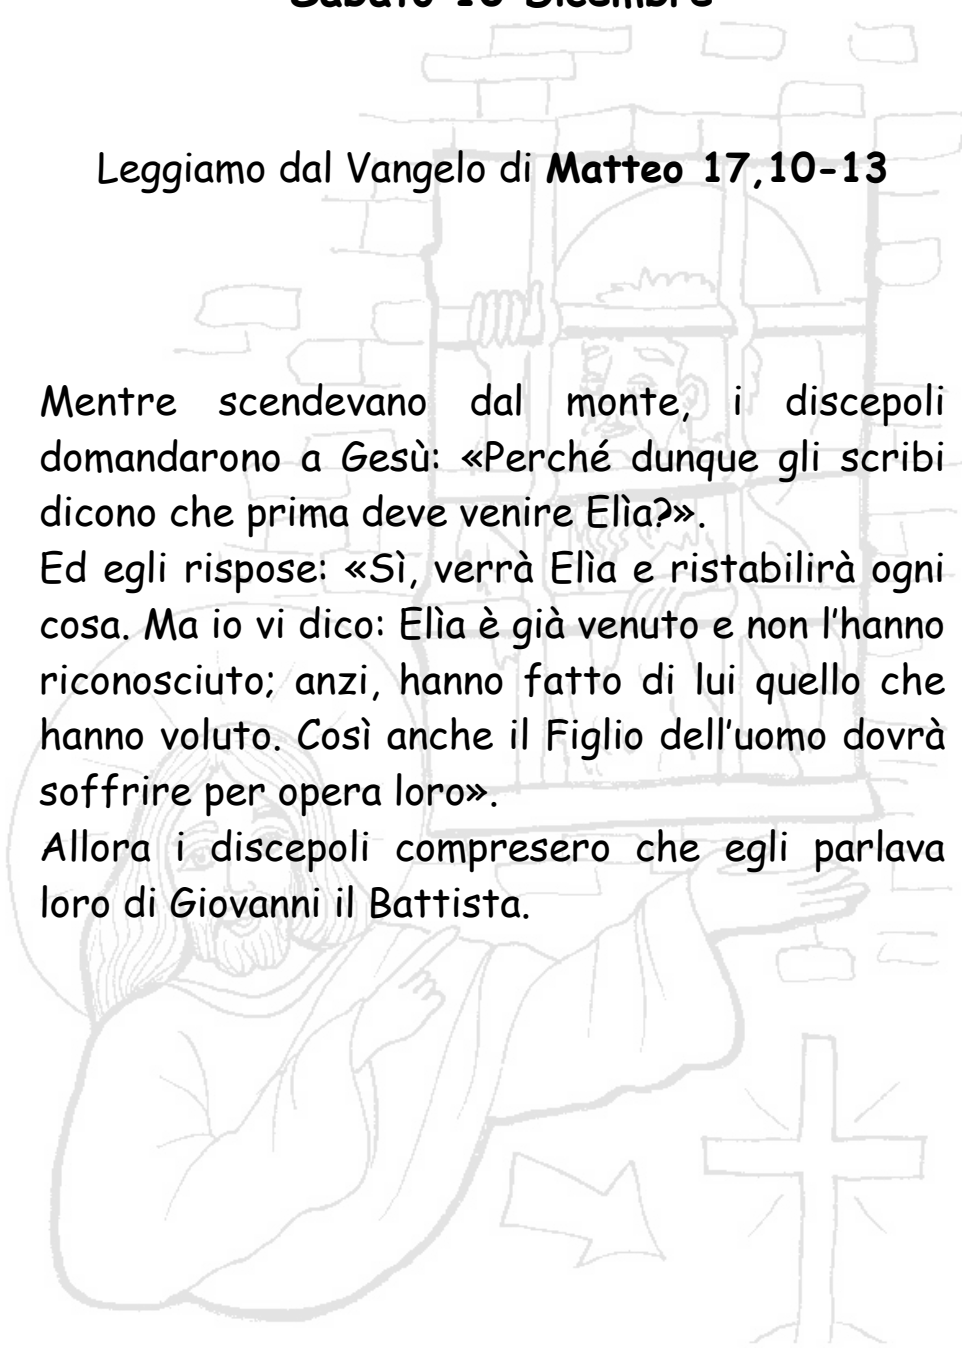 Leggiamo dal Vangelo di Matteo 17,10-13
Mentre scendevano dal monte, i discepoli
domandarono a Gesù: «Perché dunque gli scribi
dicono che prima deve venire Elìa?».
Ed egli rispose: «Sì, verrà Elìa e ristabilirà ogni
cosa. Ma io vi dico: Elìa è già venuto e non l'hanno
riconosciuto; anzi, hanno fatto di lui quello che
hanno voluto. Così anche il Figlio dell'uomo dovrà
soffrire per opera loro».
Allora i discepoli compresero che egli parlava
loro di Giovanni il Battista.